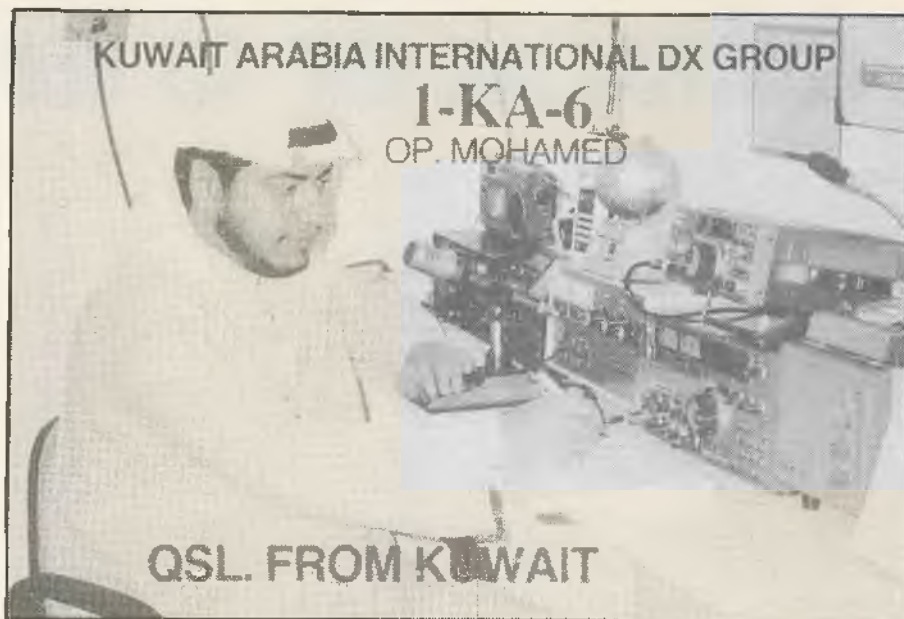 KUWAIT ARABIA INTERNATIONAL DX GROUP
1-KA-6
OP. MOHAMED
QSL. FROM KUWAIT